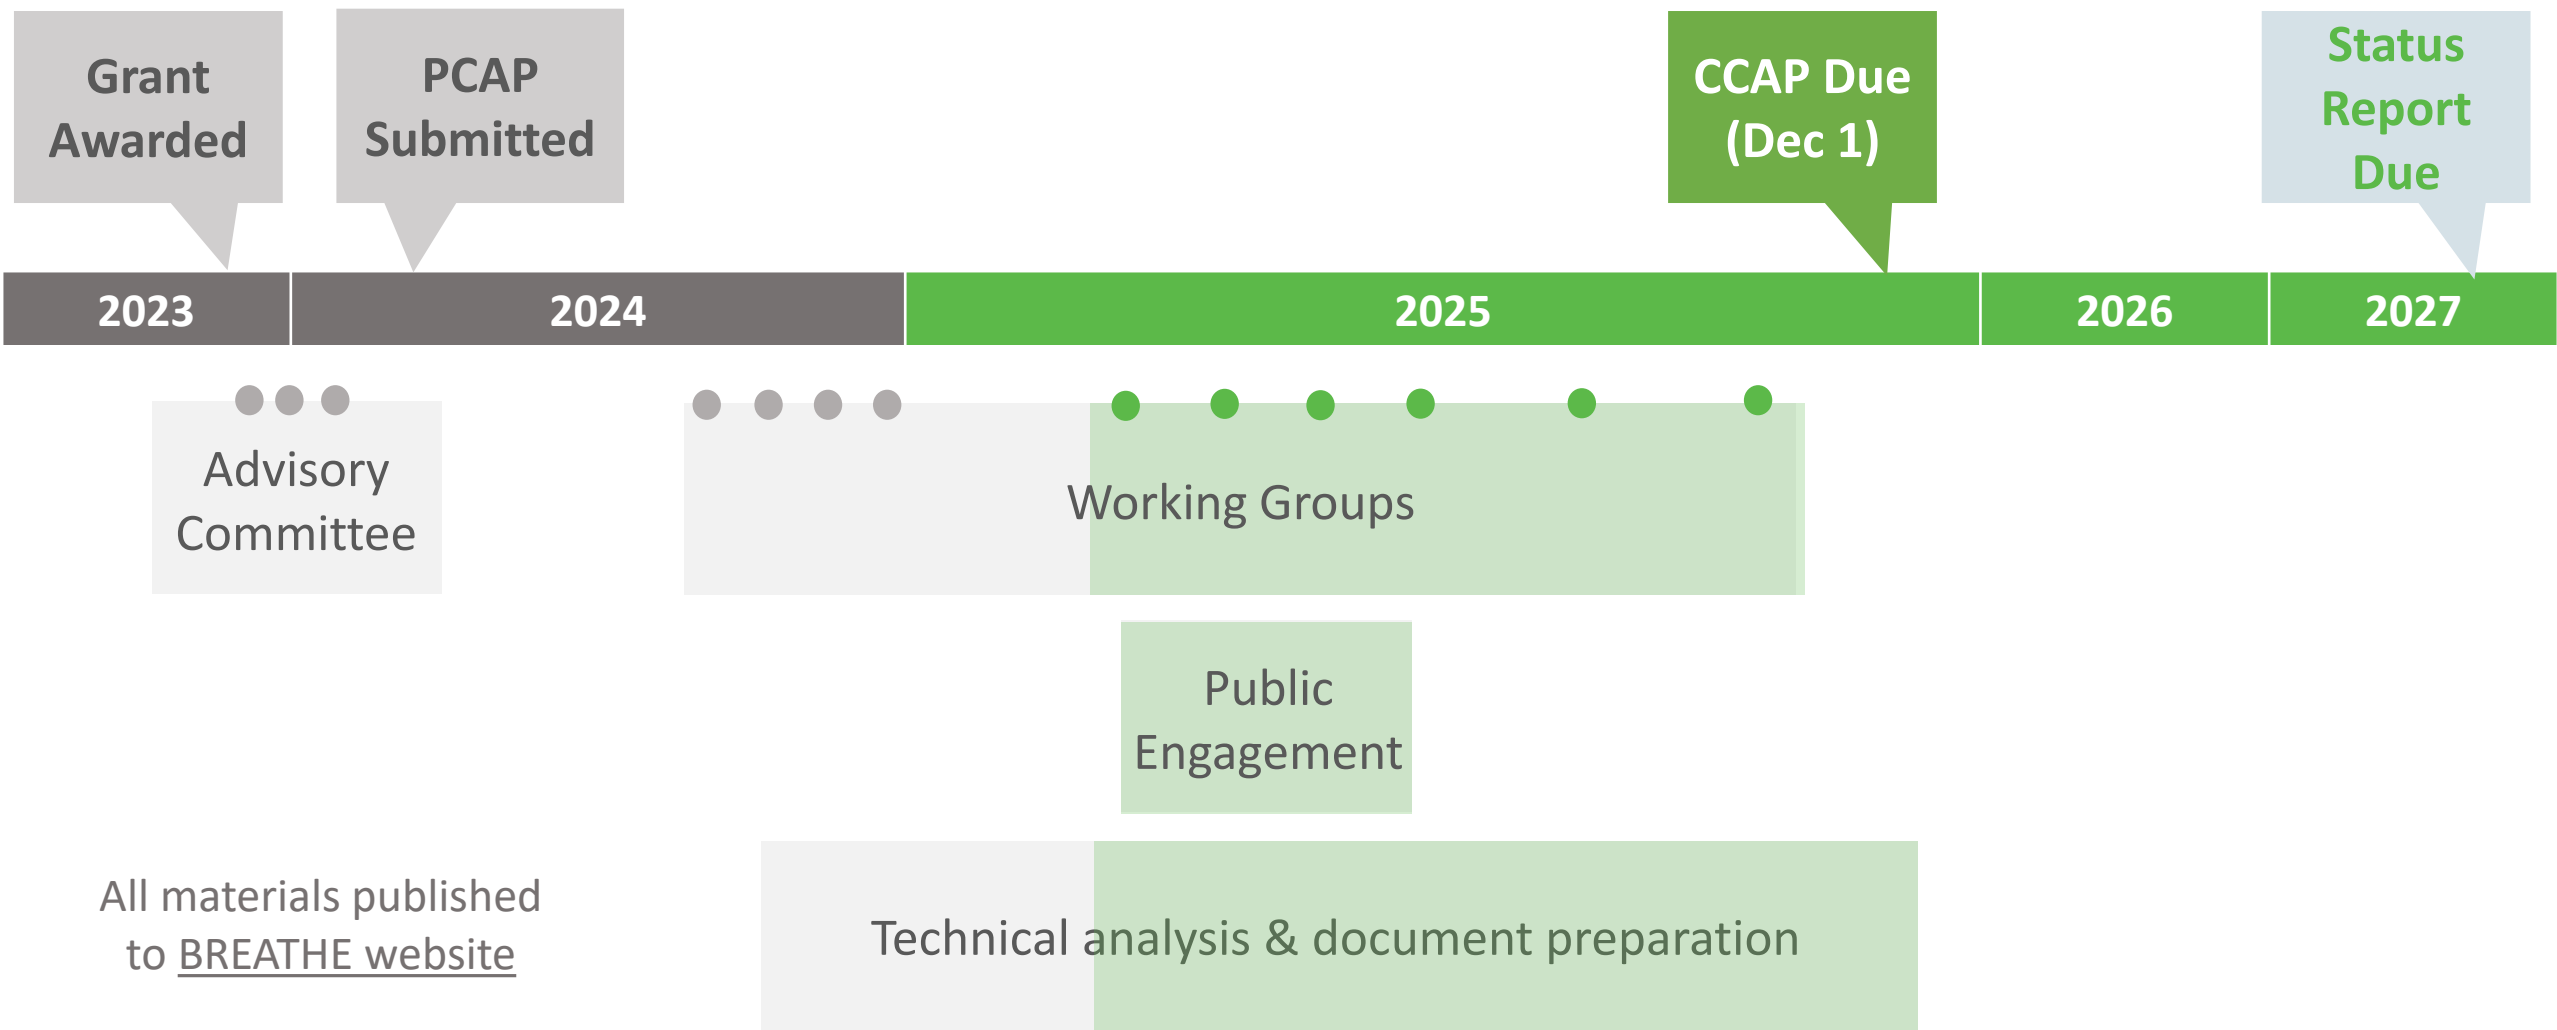 Grant
Awarded
PCAP
Submitted
CCAP Due
(Dec 1)
Status
Report
Due
2023
2024
2025
2026
2027
Advisory
Committee
Working Groups
Public
Engagement
All materials published
to BREATHE website
Technical analysis & document preparation